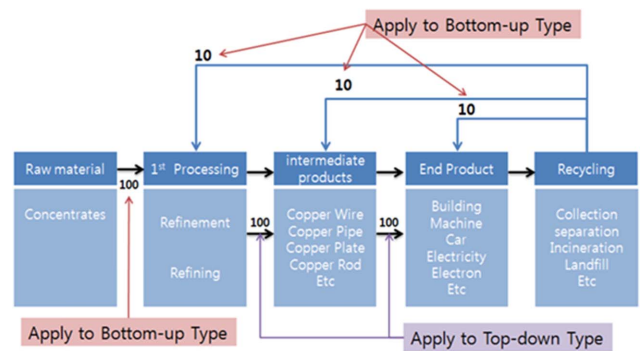 Apply to Bottom-up Type
10
10
10
Raw material
1st Processing
intermediate
products
End Product
Recycling
100
Concentrates
Refinement
Refining
100
Copper Wire
Copper Pipe
Copper Plate
Copper Rod
Etc
100
Building
Machine
Car
Electricity
Electron
Etc
Collection
separation
Incineration
Landfill
Etc
Apply to Bottom-up Type
Apply to Top-down Type